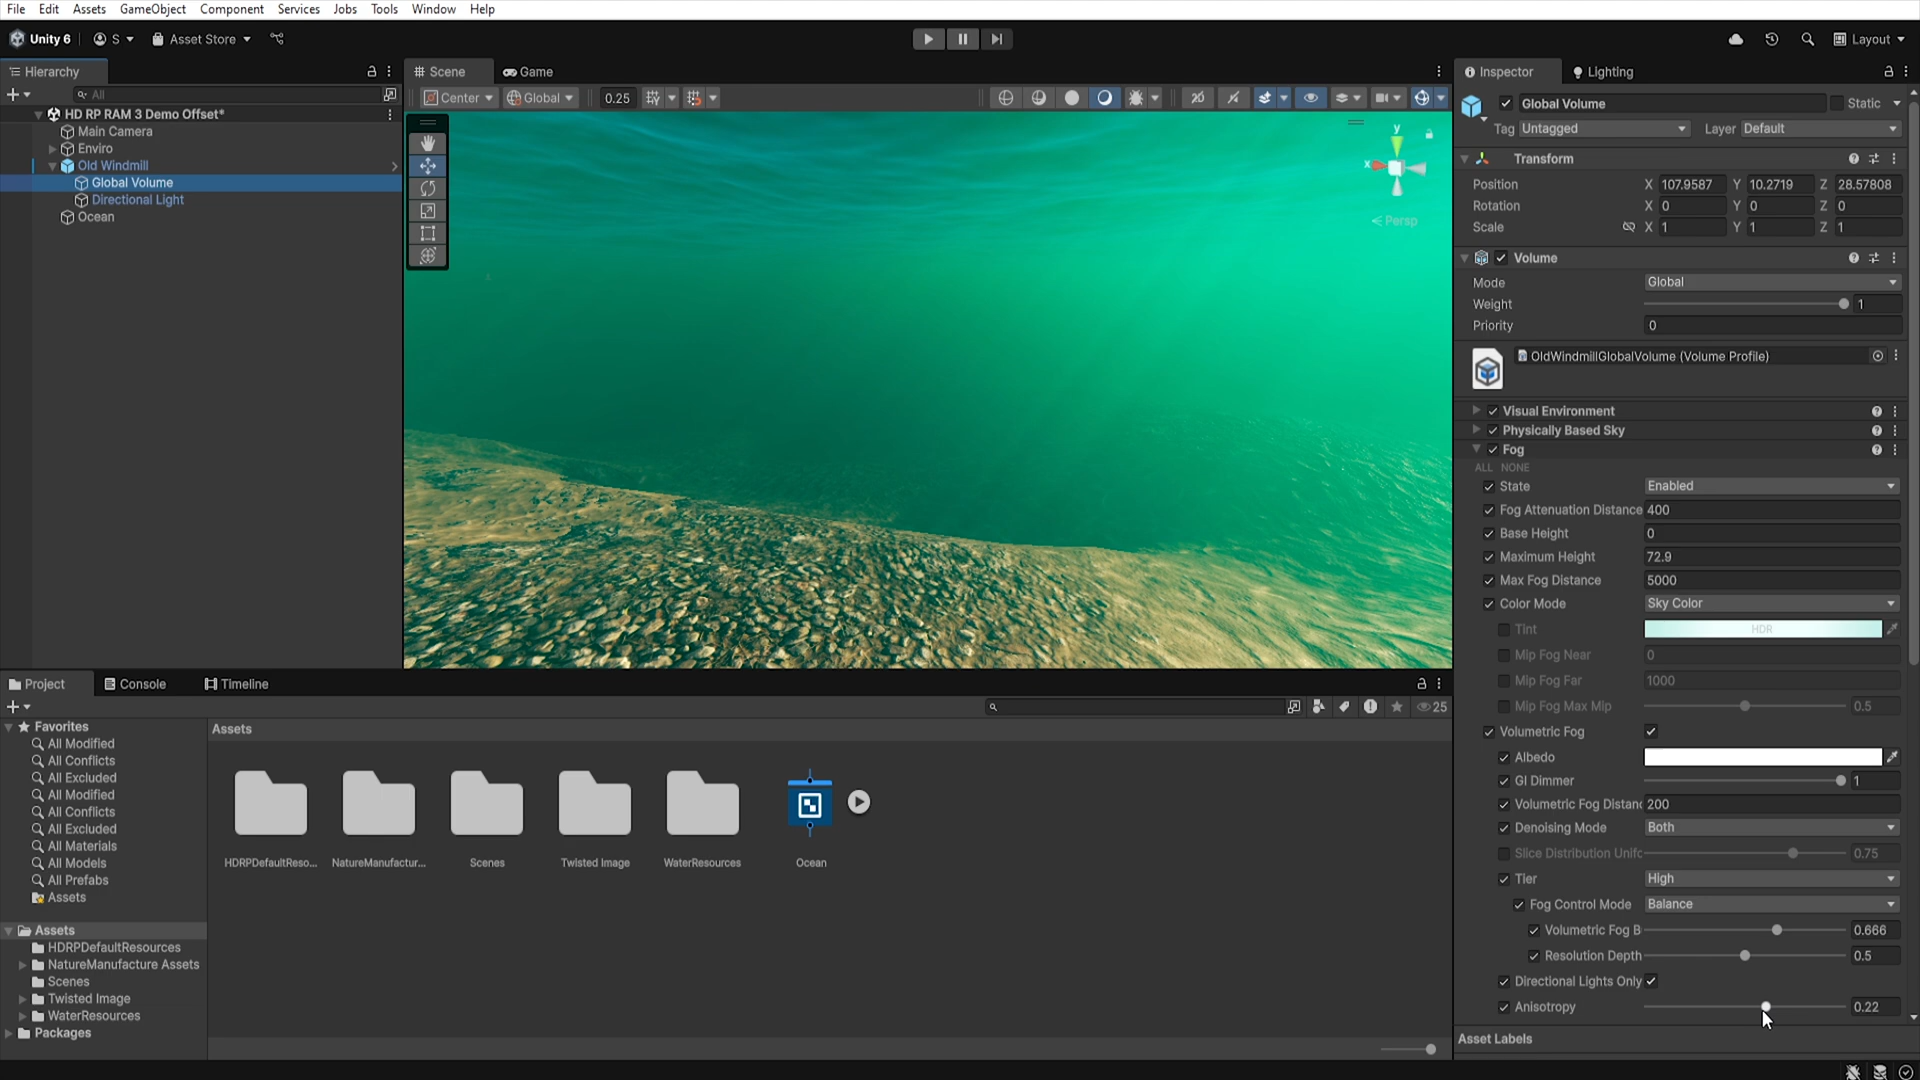 File Edit Assets GameObject Component Services Jobs Tools Window Help
Unity 6 S Asset Store Layout
Hierarchy
All
HD RP RAM 3 Demo Offset*
Main Camera
Enviro
Old Windmill
Global Volume
Directional Light
Ocean
Scene Game
Center Global 0.25 2D
y
x
Persp
Inspector Lighting
Global Volume Static
Tag Untagged Layer Default
Transform
Position X 107.9587 Y 10.2719 Z 28.57808
Rotation X 0 Y 0 Z 0
Scale X 1 Y 1 Z 1
Volume
Mode Global
Weight 1
Priority 0
OldWindmillGlobalVolume (Volume Profile)
Visual Environment
Physically Based Sky
Fog
ALL NONE
State Enabled
Fog Attenuation Distance 400
Base Height 0
Maximum Height 72.9
Max Fog Distance 5000
Color Mode Sky Color
Tint HDR
Mip Fog Near 0
Mip Fog Far 1000
Mip Fog Max Mip 0.5
Volumetric Fog
Albedo
GI Dimmer 1
Volumetric Fog Distanc 200
Denoising Mode Both
Slice Distribution Unifc 0.75
Tier High
Fog Control Mode Balance
Volumetric Fog B 0.666
Resolution Depth 0.5
Directional Lights Only
Anisotropy 0.22
Asset Labels
Project Console Timeline
25
Favorites
All Modified
All Conflicts
All Excluded
All Modified
All Conflicts
All Excluded
All Materials
All Models
All Prefabs
Assets
Assets
HDRPDefaultResources
NatureManufacture Assets
Scenes
Twisted Image
WaterResources
Packages
Assets
HDRPDefaultReso... NatureManufactur... Scenes Twisted Image WaterResources Ocean